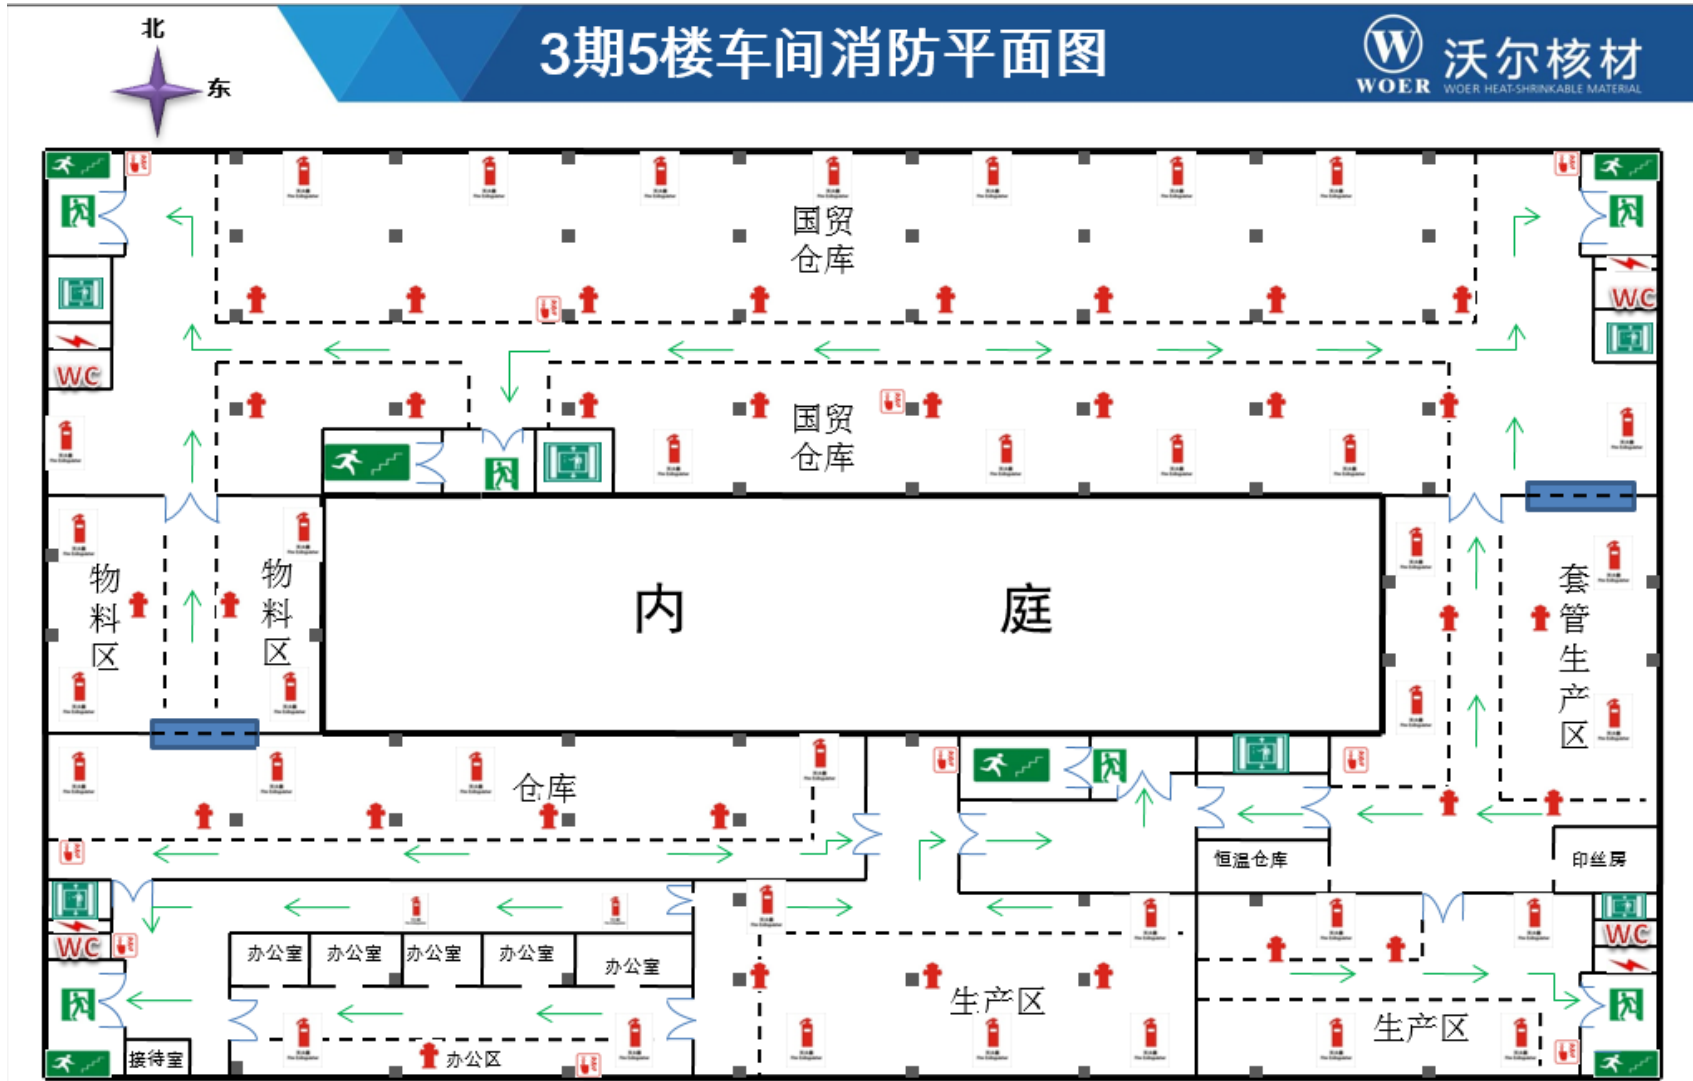 北
东
3期5楼车间消防平面图
WOER
沃尔核材
WOER HEAT-SHRINKABLE MATERIAL
国贸
仓库
WC
WC
国贸
仓库
物料区
物料区
内庭
套管生产区
仓库
恒温仓库
印丝房
WC
WC
办公室
办公室
办公室
办公室
办公室
生产区
生产区
接待室
办公区